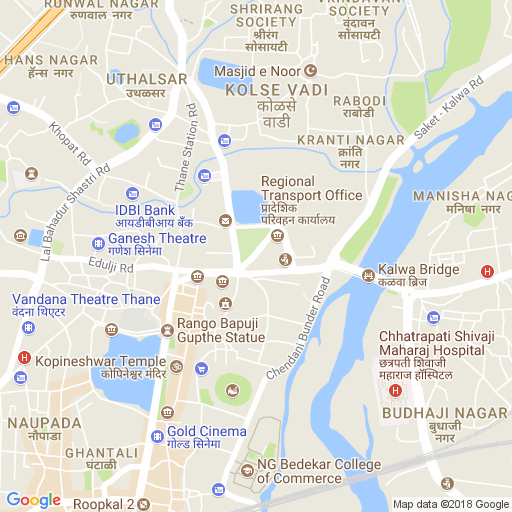 RUNWAL NAGAR
रुणवाल नगर
SHRIRANG
SOCIETY
श्रीरंग
सोसायटी
VRINDAVAN
SOCIETY
वृंदावन
सोसायटी
HANS NAGAR
हॅन्स नगर
UTHALSAR
उथळसर
Masjid e Noor
KOLSE VADI
कोळसे
वाडी
RABODI
राबोडी
Saket - Kalwa Rd
KRANTI NAGAR
क्रांति
नगर
Khopat Rd
Thane Station Rd
Lal Bahadur Shastri Rd
Regional
Transport Office
प्रादेशिक
परिवहन कार्यालय
MANISHA NAGAR
मनिषा नगर
IDBI Bank
आयडीबीआय बँक
Ganesh Theatre
गणेश सिनेमा
Edulji Rd
Kalwa Bridge
कळवा ब्रिज
H
Vandana Theatre Thane
वंदना थिएटर
Rango Bapuji
Gupthe Statue
Chendani Bunder Road
Chhatrapati Shivaji
Maharaj Hospital
छत्रपती शिवाजी
महाराज हॉस्पिटल
H
H
Kopineshwar Temple
कोपिनेश्वर मंदिर
BUDHAJI NAGAR
बुधाजी
नगर
NAUPADA
नौपाडा
Gold Cinema
गोल्ड सिनेमा
GHANTALI
घंटाळी
NG Bedekar College
of Commerce
Google
Roopkal 2
Map data ©2018 Google